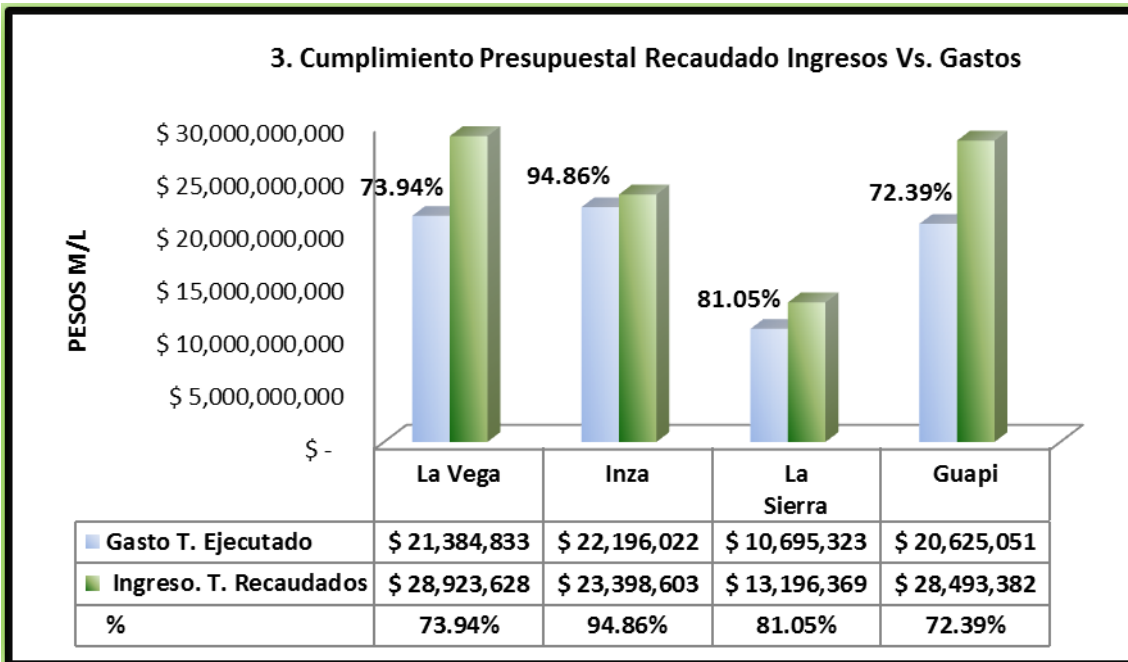 3. Cumplimiento Presupuestal Recaudado Ingresos Vs. Gastos
PESOS M/L
$ 30,000,000,000
$ 25,000,000,000
$ 20,000,000,000
$ 15,000,000,000
$ 10,000,000,000
$ 5,000,000,000
$ -
73.94%
94.86%
81.05%
72.39%
La Vega Inza La Sierra Guapi
Gasto T. Ejecutado $ 21,384,833 $ 22,196,022 $ 10,695,323 $ 20,625,051
Ingreso. T. Recaudados $ 28,923,628 $ 23,398,603 $ 13,196,369 $ 28,493,382
% 73.94% 94.86% 81.05% 72.39%